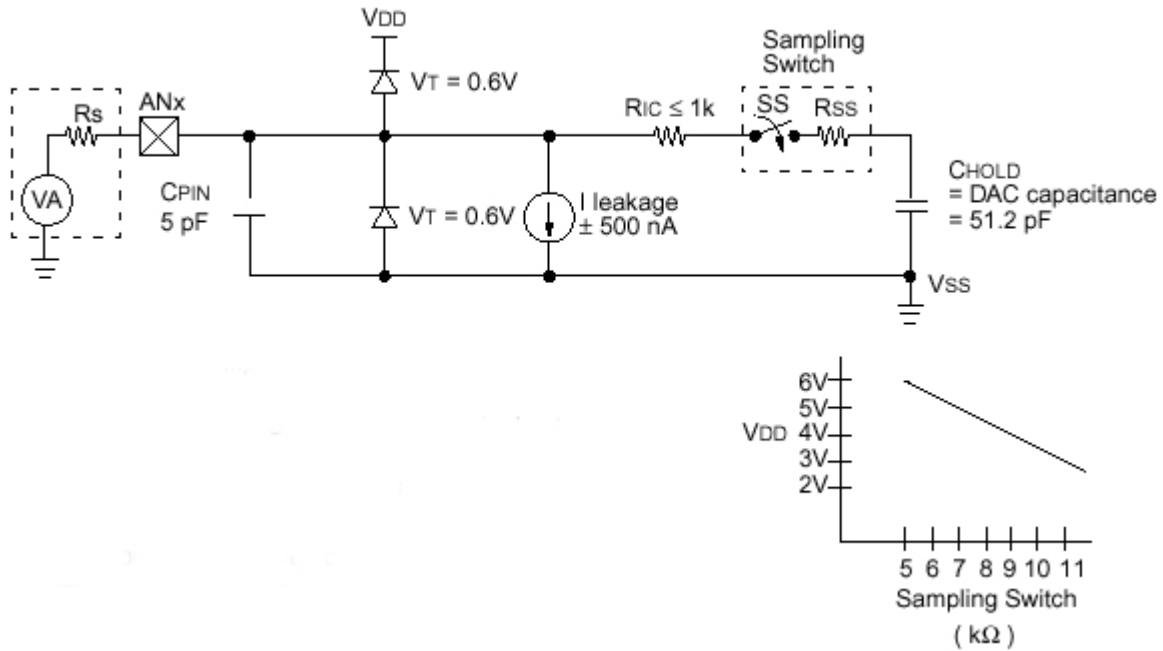 VDD
Sampling
Switch
VT = 0.6V
Rs
ANx
RIC ≤ 1k
SS
RSS
VA
CPIN
5 pF
VT = 0.6V
I leakage
± 500 nA
CHOLD
= DAC capacitance
= 51.2 pF
VSS
6V
5V
VDD 4V
3V
2V
5 6 7 8 9 10 11
Sampling Switch
( kΩ )